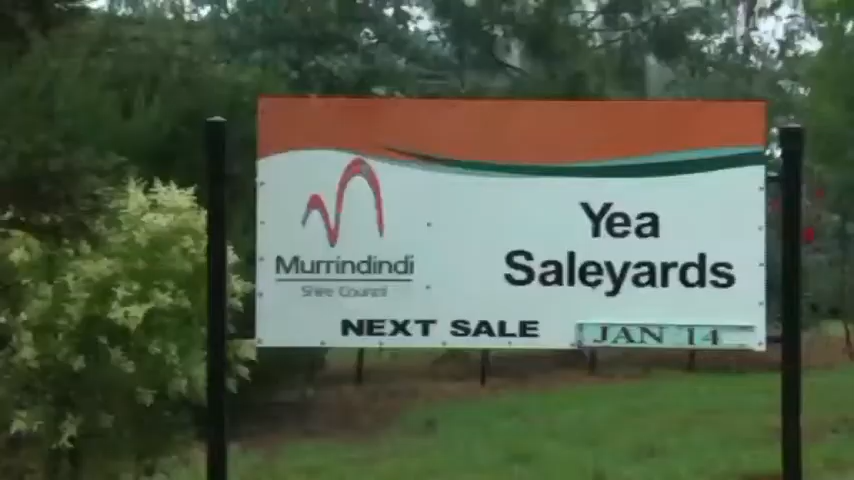 Murrindindi
Shire Council
Yea
Saleyards
NEXT SALE JAN 14